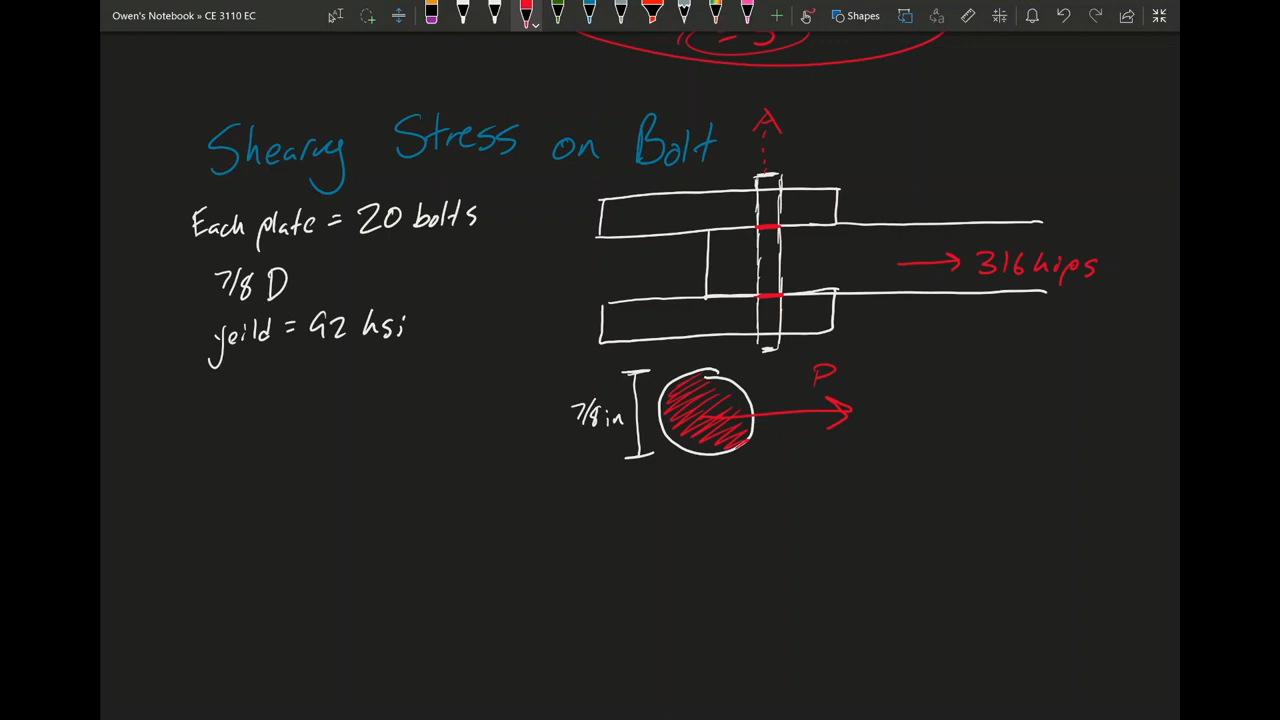 Owen's Notebook » CE 3110 EC
Shapes
= 5
Shearing Stress on Bolt
A
Each plate = 20 bolts
7/8 D
yeild = 92 ksi
→ 316 kips
P
7/8 in